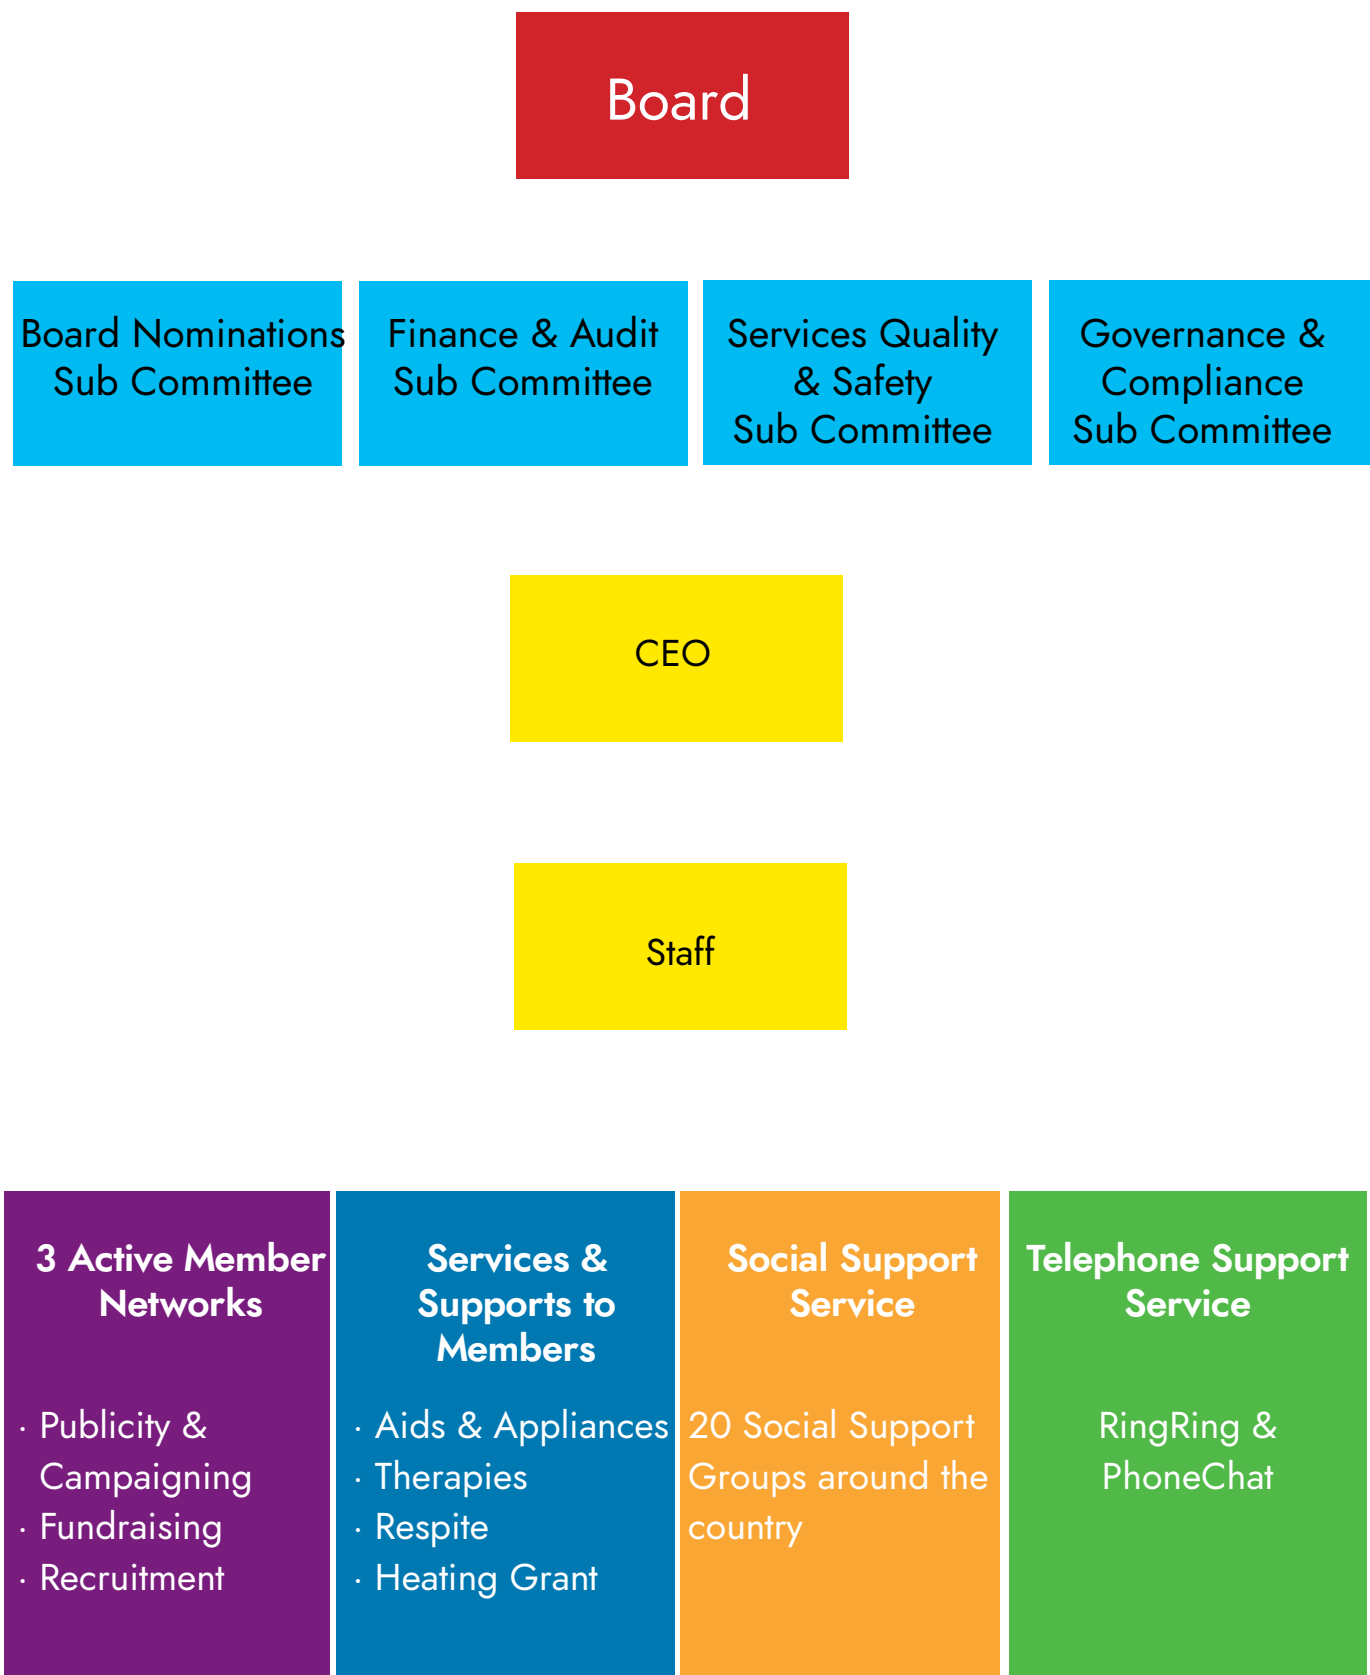 Board
Board Nominations
Sub Committee
Finance & Audit
Sub Committee
Services Quality
& Safety
Sub Committee
Governance &
Compliance
Sub Committee
CEO
Staff
3 Active Member
Networks
· Publicity &
Campaigning
· Fundraising
· Recruitment
Services &
Supports to
Members
· Aids & Appliances
· Therapies
· Respite
· Heating Grant
Social Support
Service
20 Social Support
Groups around the
country
Telephone Support
Service
RingRing &
PhoneChat